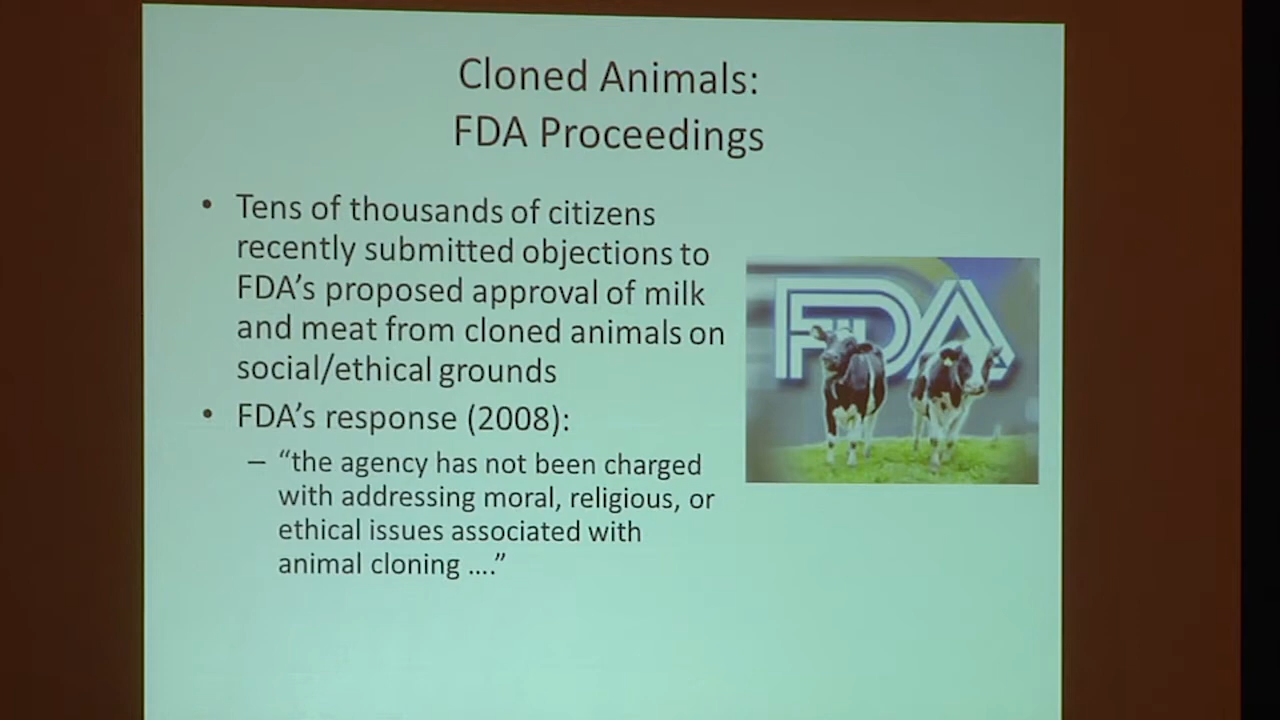 Cloned Animals:
FDA Proceedings
• Tens of thousands of citizens
recently submitted objections to
FDA’s proposed approval of milk
and meat from cloned animals on
social/ethical grounds
FDA
• FDA’s response (2008):
– “the agency has not been charged
with addressing moral, religious, or
ethical issues associated with
animal cloning ….”